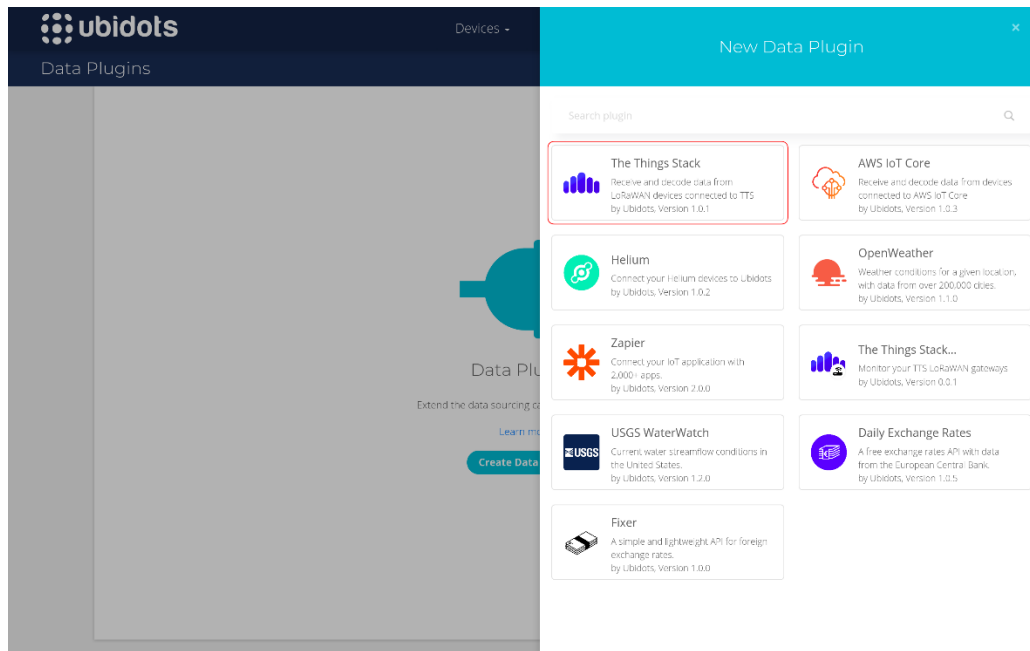 ubidots
Devices
Data Plugins
Data Plu
Extend the data sourcing ca
Learn mo
Create Data
New Data Plugin
×
Search plugin
The Things Stack
Receive and decode data from
LoRaWAN devices connected to TTS
by Ubidots, Version 1.0.1
AWS IoT Core
Receive and decode data from devices
connected to AWS IoT Core
by Ubidots, Version 1.0.3
Helium
Connect your Helium devices to Ubidots
by Ubidots, Version 1.0.2
OpenWeather
Weather conditions for a given location,
with data from over 200,000 cities.
by Ubidots, Version 1.1.0
Zapier
Connect your IoT application with
2,000+ apps.
by Ubidots, Version 2.0.0
The Things Stack...
Monitor your TTS LoRaWAN gateways
by Ubidots, Version 0.0.1
USGS
USGS WaterWatch
Current water streamflow conditions in
the United States.
by Ubidots, Version 1.2.0
Daily Exchange Rates
A free exchange rates API with data
from the European Central Bank.
by Ubidots, Version 1.0.5
Fixer
A simple and lightweight API for foreign
exchange rates.
by Ubidots, Version 1.0.0